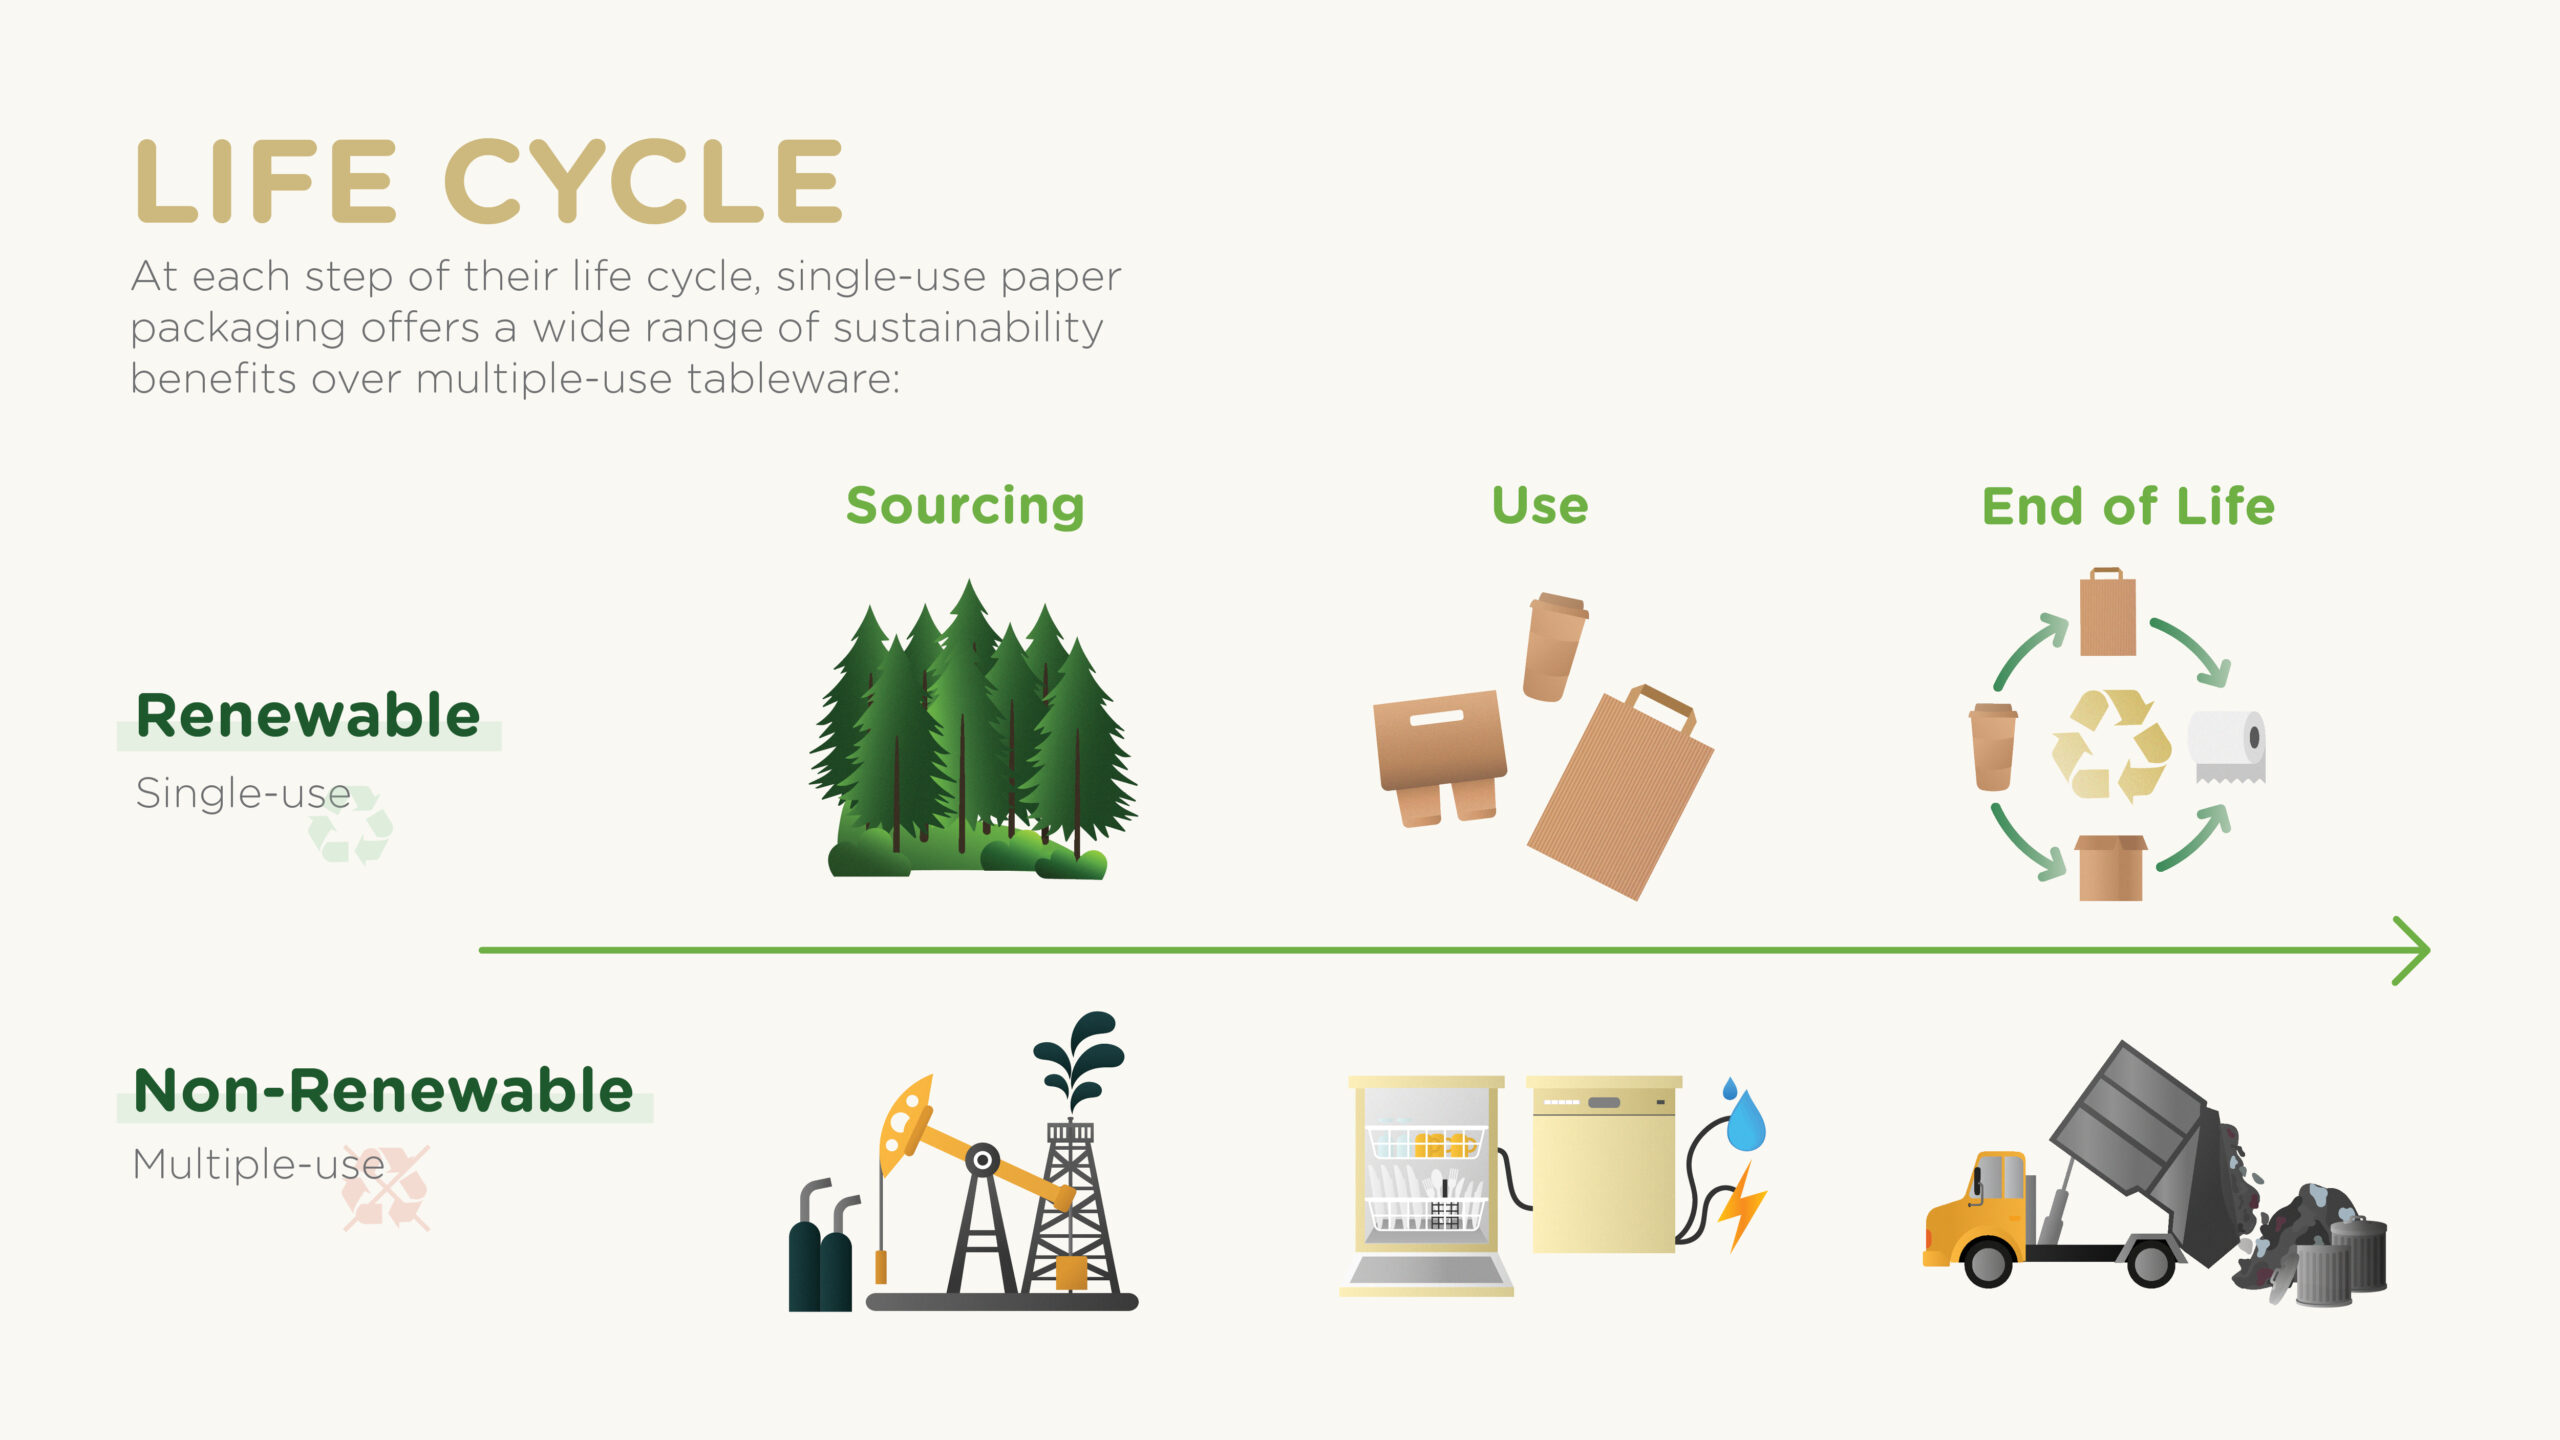 LIFE CYCLE
At each step of their life cycle, single-use paper
packaging offers a wide range of sustainability
benefits over multiple-use tableware:
Sourcing
Use
End of Life
Renewable
Single-use
Non-Renewable
Multiple-use